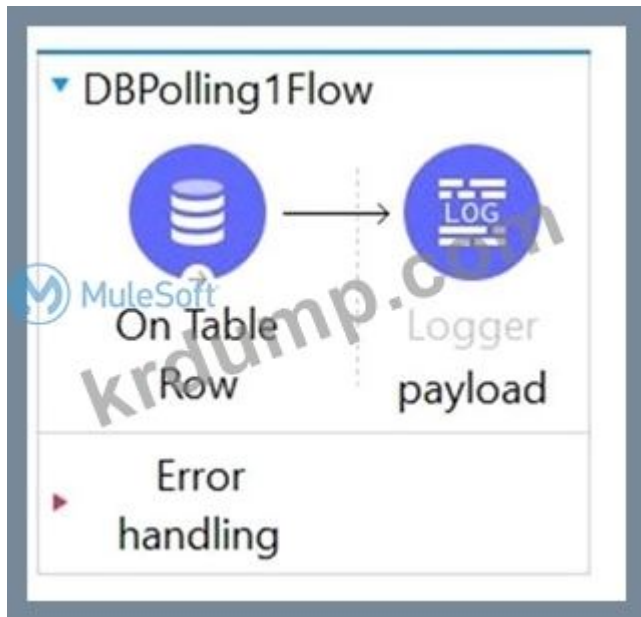 DBPolling1Flow
LOG
MuleSoft
On Table
Row
Logger
payload
krdump.com
Error
handling